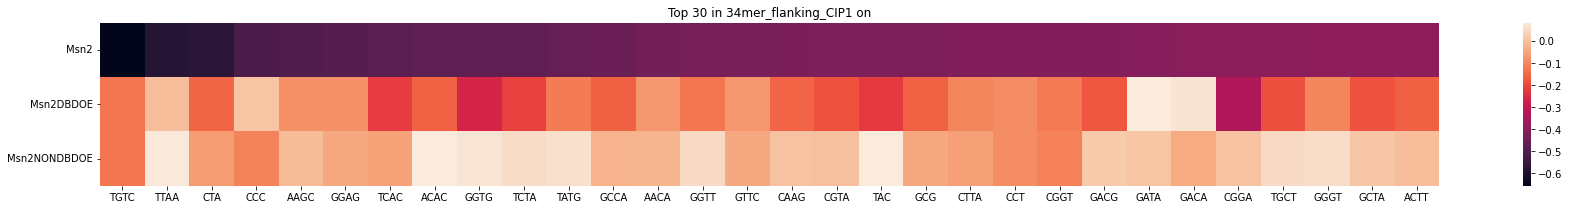 Top 30 in 34mer_flanking_CIP1 on
Msn2
Msn2DBDOE
Msn2NONDBDOE
TGTC TTAA CTA CCC AAGC GGAG TCAC ACAC GGTG TCTA TATG GCCA AACA GGTT GTTC CAAG CGTA TAC GCG CTTA CCT CGGT GACG GATA GACA CGGA TGCT GGGT GCTA ACTT
0.0
−0.1
−0.2
−0.3
−0.4
−0.5
−0.6